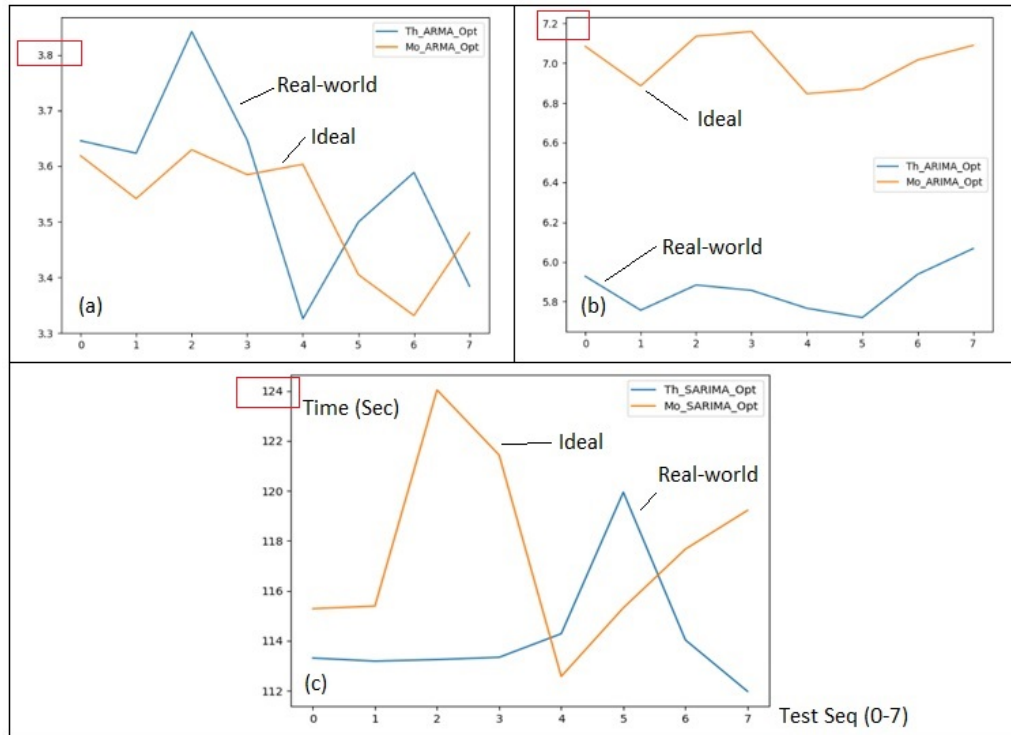 3.8
3.7
3.6
3.5
3.4
3.3
0 1 2 3 4 5 6 7
Th_ARMA_Opt
Mo_ARMA_Opt
Real-world
Ideal
(a)
7.2
7.0
6.8
6.6
6.4
6.2
6.0
5.8
0 1 2 3 4 5 6 7
Ideal
Th_ARIMA_Opt
Mo_ARIMA_Opt
Real-world
(b)
124
122
120
118
116
114
112
0 1 2 3 4 5 6 7
Time (Sec)
Th_SARIMA_Opt
Mo_SARIMA_Opt
Ideal
Real-world
(c)
Test Seq (0-7)